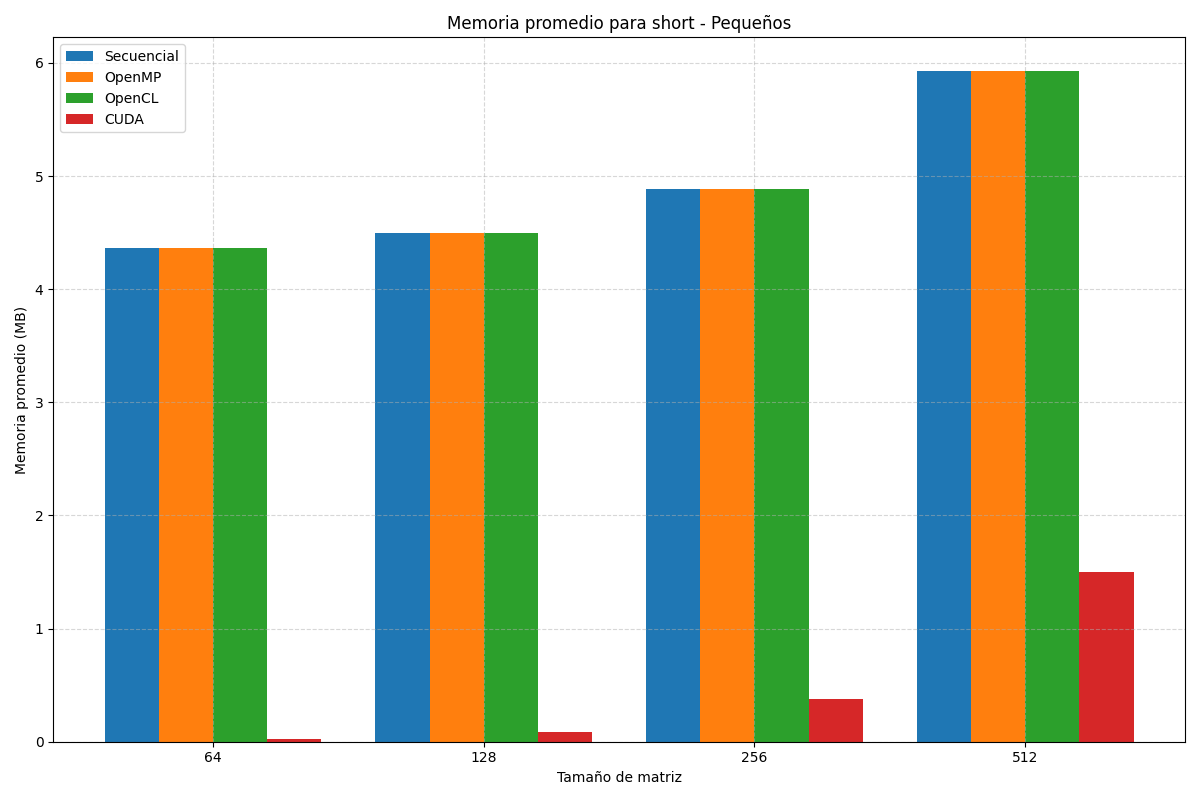 Memoria promedio para short - Pequeños
Secuencial
OpenMP
OpenCL
CUDA
Memoria promedio (MB)
6
5
4
3
2
1
0
64
128
256
512
Tamaño de matriz